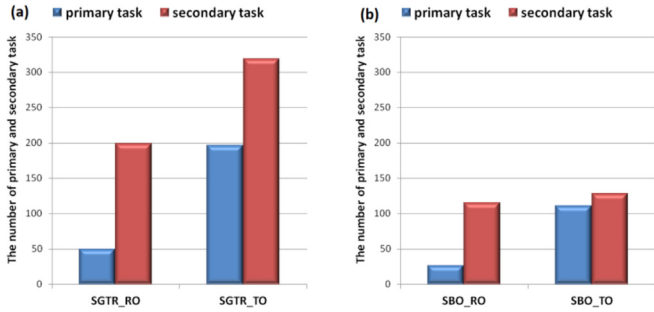 (a)
primary task
secondary task
The number of primary and secondary task
350
300
250
200
150
100
50
0
SGTR_RO
SGTR_TO
(b)
primary task
secondary task
The number of primary and secondary task
350
300
250
200
150
100
50
0
SBO_RO
SBO_TO